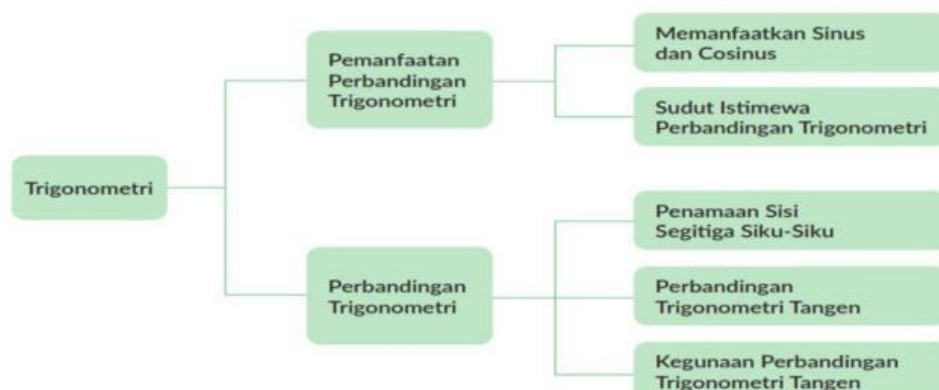 Trigonometri
Pemanfaatan
Perbandingan
Trigonometri
Memanfaatkan Sinus
dan Cosinus
Sudut Istimewa
Perbandingan Trigonometri
Perbandingan
Trigonometri
Penamaan Sisi
Segitiga Siku-Siku
Perbandingan
Trigonometri Tangen
Kegunaan Perbandingan
Trigonometri Tangen